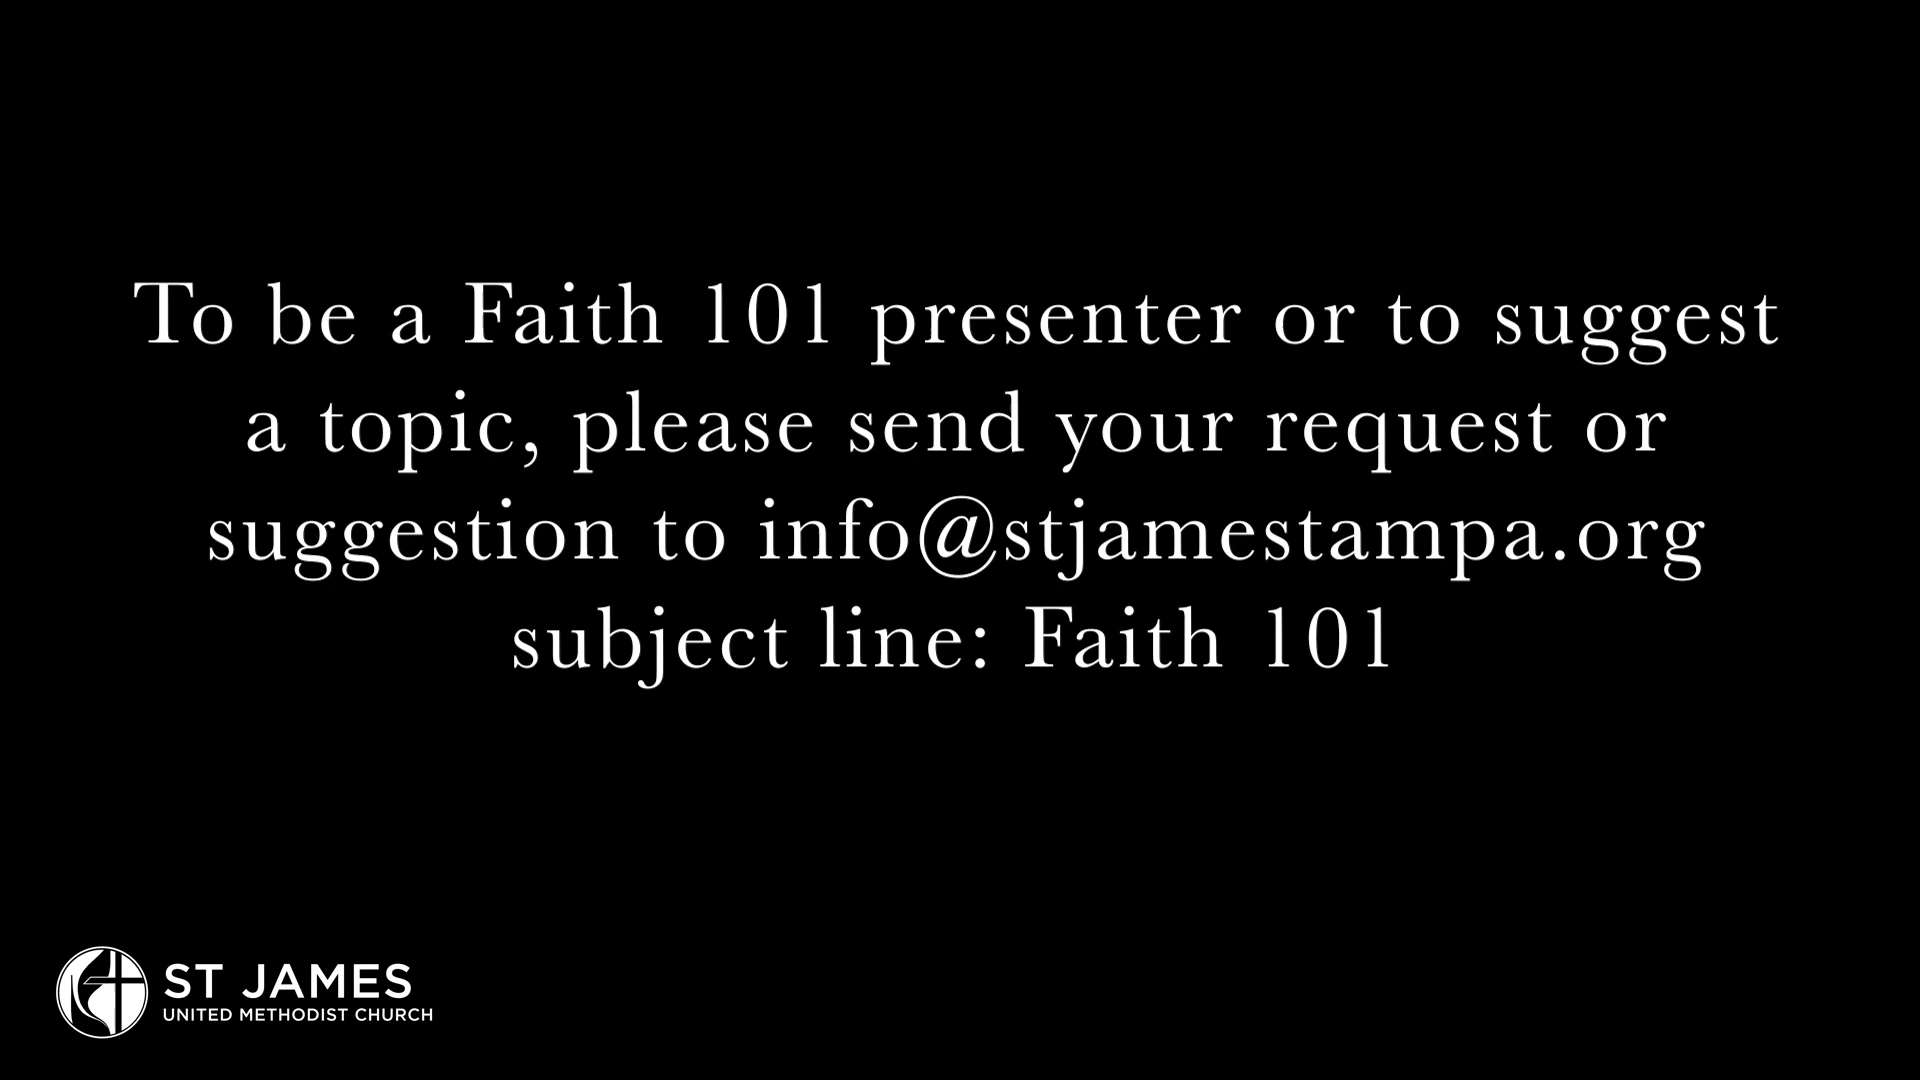 To be a Faith 101 presenter or to suggest
a topic, please send your request or
suggestion to info@stjamestampa.org
subject line: Faith 101
ST JAMES
UNITED METHODIST CHURCH